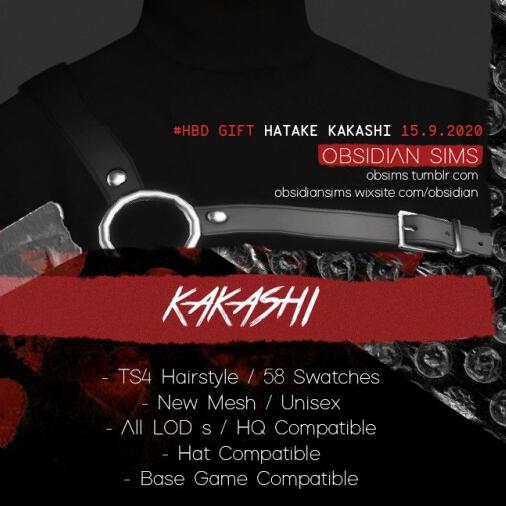 #HBD GIFT HATAKE KAKASHI 15.9.2020
OBSIDIAN SIMS
obsims tumblr com
obsidiansims wixsite com/obsidian
KAKASHI
- TS4 Hairstyle / 58 Swatches
- New Mesh / Unisex
- All LOD s / HQ Compatible
- Hat Compatible
- Base Game Compatible